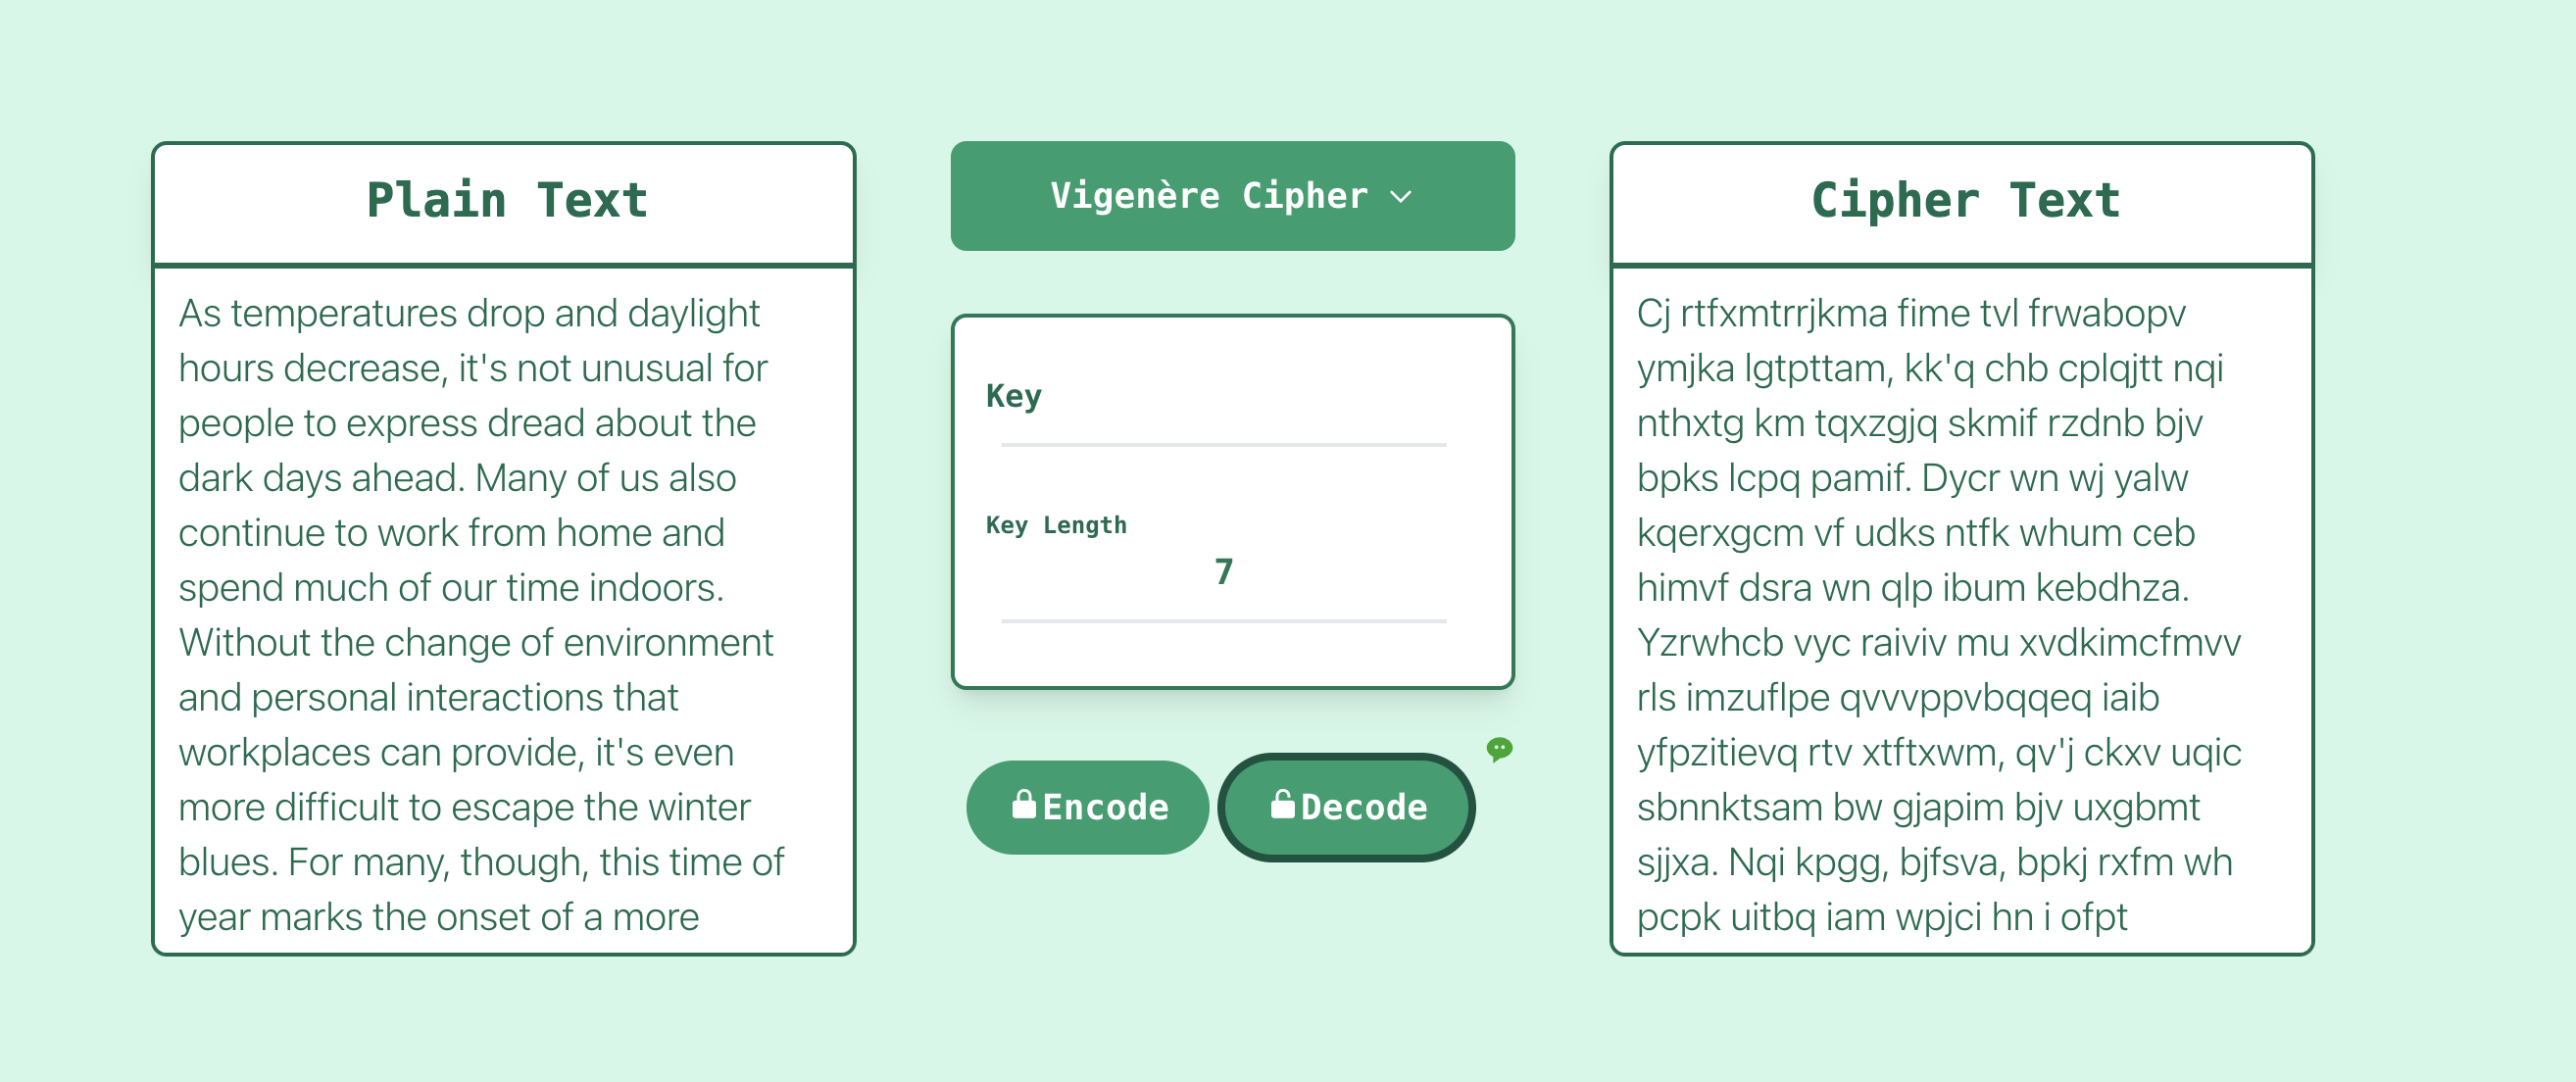 Plain Text
As temperatures drop and daylight
hours decrease, it's not unusual for
people to express dread about the
dark days ahead. Many of us also
continue to work from home and
spend much of our time indoors.
Without the change of environment
and personal interactions that
workplaces can provide, it's even
more difficult to escape the winter
blues. For many, though, this time of
year marks the onset of a more
Vigenère Cipher
Key
Key Length
7
Encode
Decode
Cipher Text
Cj rtfxmtrrjkma fime tvl frwabopv
ymjka lgtpttam, kk'q chb cplqjtt nqi
nthxtg km tqxzgjq skmif rzdnb bjv
bpks lcpq pamif. Dycr wn wj yalw
kqerxgcm vf udks ntfk whum ceb
himvf dsra wn qlp ibum kebdhza.
Yzrwhcb vyc raiviv mu xvdkimcfmvv
rls imzuflpe qvvvppvbqqeq iaib
yfpzitievq rtv xtftxwm, qv'j ckxv uqic
sbnnktsam bw gjapim bjv uxgbmt
sjjxa. Nqi kpgg, bjfsva, bpkj rxfm wh
pcpk uitbq iam wpjci hn i ofpt